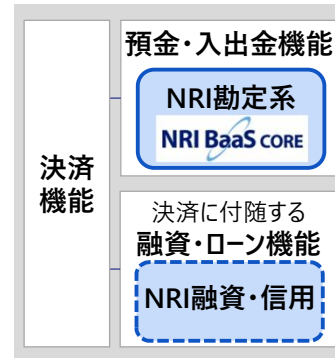 預金・入出金機能
NRI勘定系
NRI BaaS CORE
決済
機能
決済に付随する
融資・ローン機能
NRI融資・信用